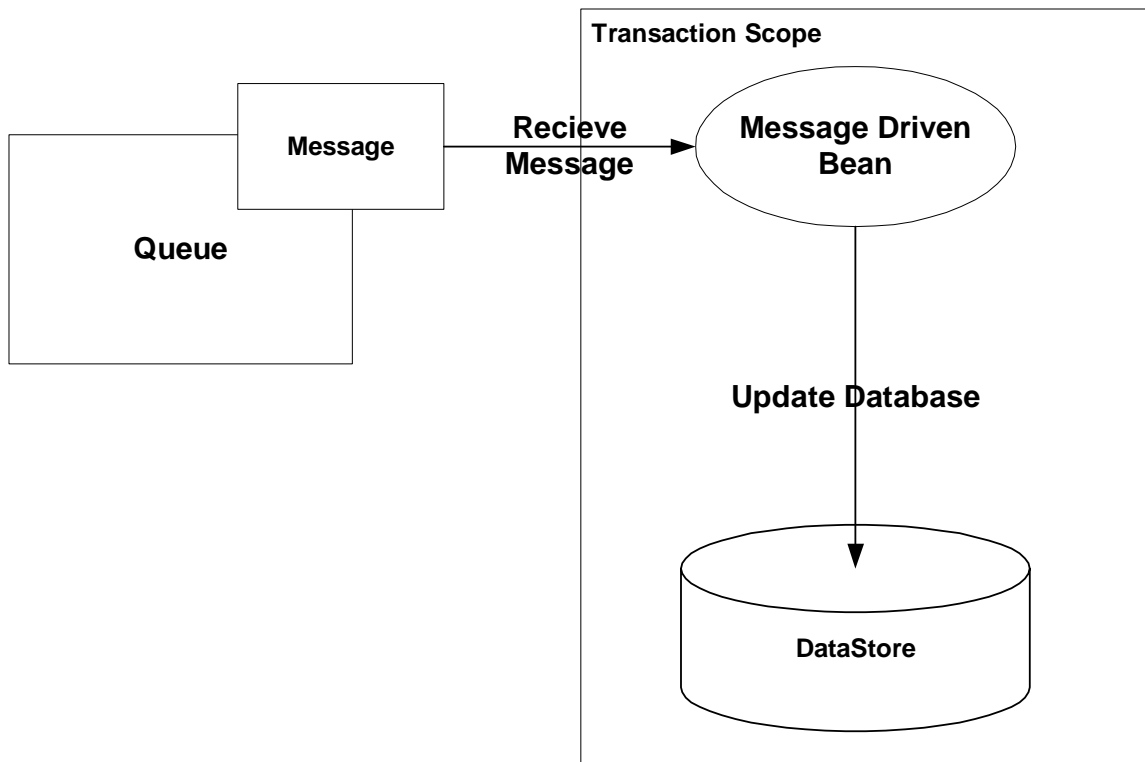 Transaction Scope
Message
Recieve
Message
Message Driven
Bean
Queue
Update Database
DataStore